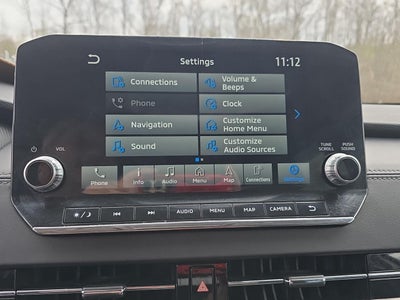 Settings 11:12
Connections
Volume &
Beeps
Phone
Clock
Navigation
Customize
Home Menu
Sound
Customize
Audio Sources
VOL
TUNE
SCROLL
PUSH
SOUND
Phone Info Audio Menu Map Connections Settings
AUDIO MENU MAP CAMERA